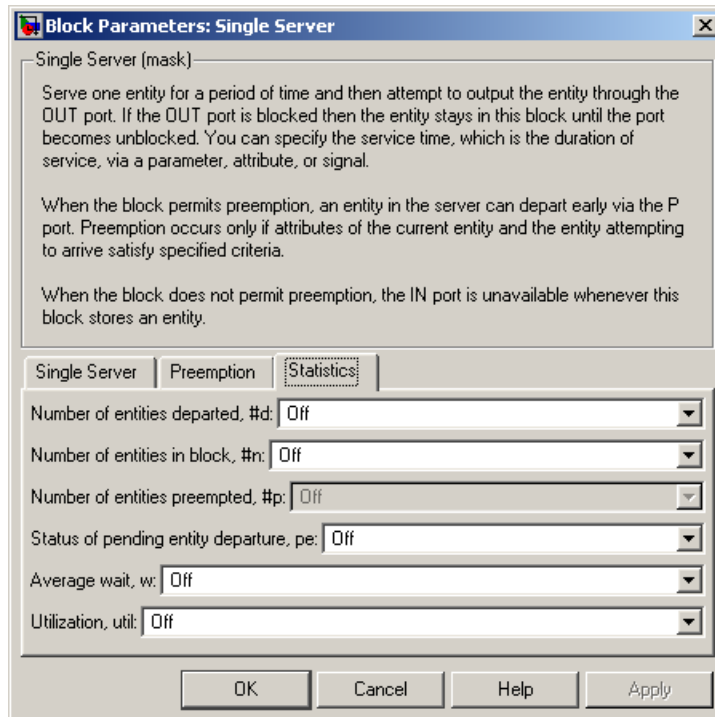 Block Parameters: Single Server
Single Server (mask)
Serve one entity for a period of time and then attempt to output the entity through the
OUT port. If the OUT port is blocked then the entity stays in this block until the port
becomes unblocked. You can specify the service time, which is the duration of
service, via a parameter, attribute, or signal.
When the block permits preemption, an entity in the server can depart early via the P
port. Preemption occurs only if attributes of the current entity and the entity attempting
to arrive satisfy specified criteria.
When the block does not permit preemption, the IN port is unavailable whenever this
block stores an entity.
Single Server Preemption Statistics
Number of entities departed, #d: Off
Number of entities in block, #n: Off
Number of entities preempted, #p: Off
Status of pending entity departure, pe: Off
Average wait, w: Off
Utilization, util: Off
OK Cancel Help Apply